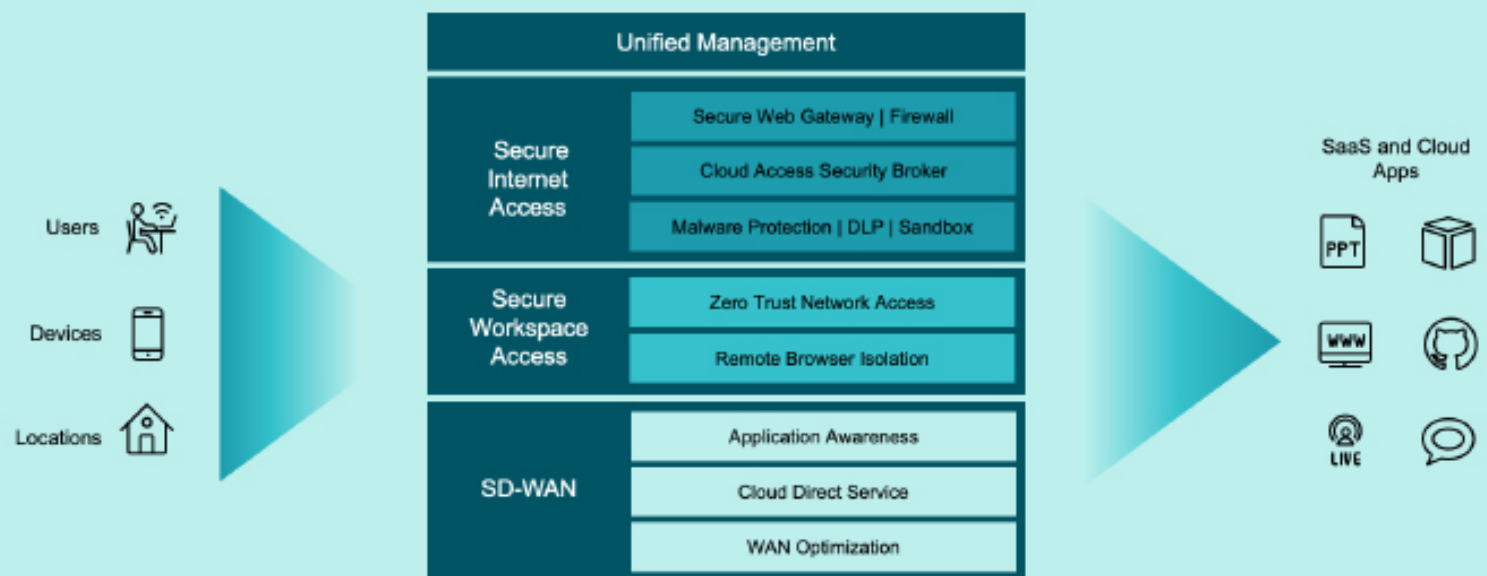 Unified Management
Secure
Internet
Access
Secure Web Gateway | Firewall
Cloud Access Security Broker
Malware Protection | DLP | Sandbox
Secure
Workspace
Access
Zero Trust Network Access
Remote Browser Isolation
SD-WAN
Application Awareness
Cloud Direct Service
WAN Optimization
Users
Devices
Locations
SaaS and Cloud
Apps
PPT
WWW
LIVE